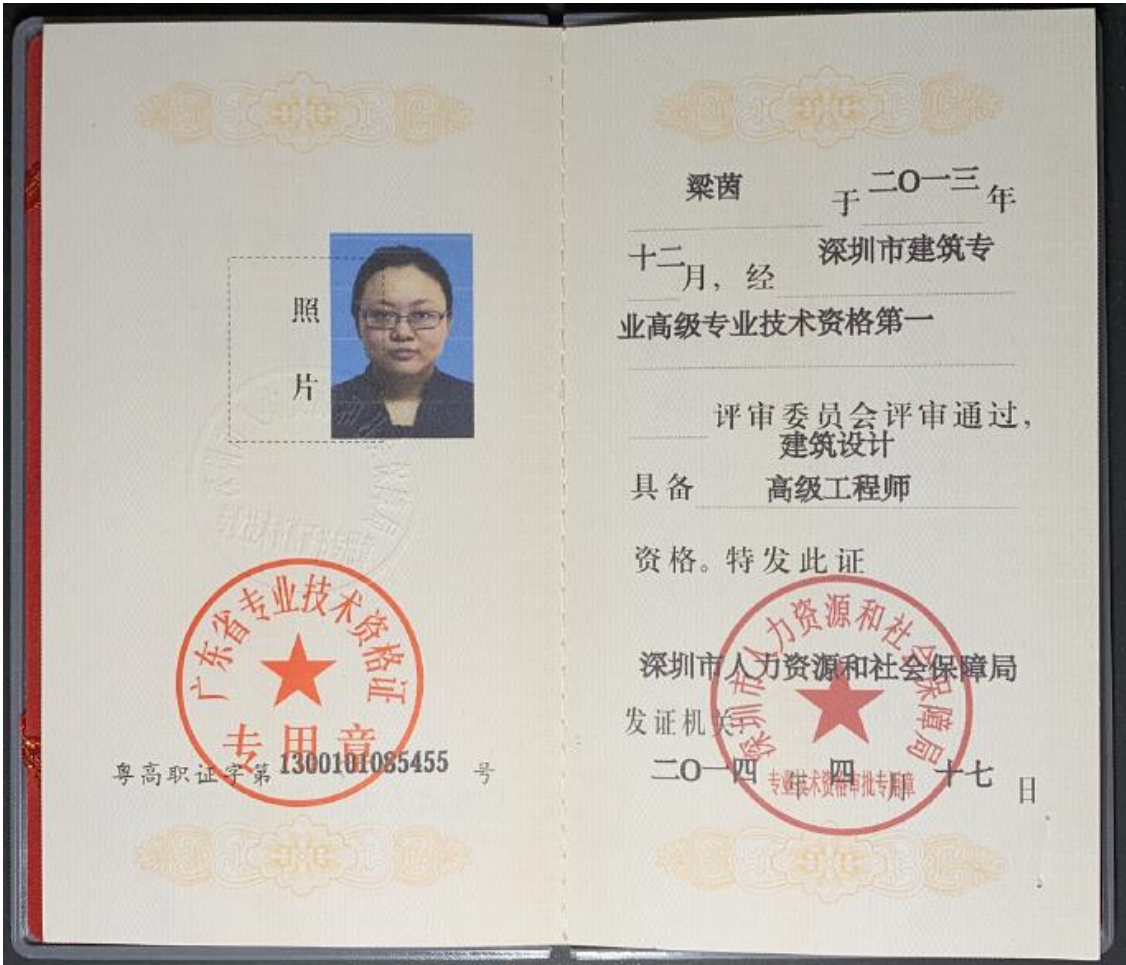 照
片
广东省专业技术资格证
专用章
粤高职证字第 1300101085455 号
梁茵 于 二O一三 年
十二月，经 深圳市建筑专
业高级专业技术资格第一
评审委员会评审通过，
建筑设计
具备 高级工程师
资格。特发此证
深圳市人力资源和社会保障局
深圳市人力资源和社会保障局
发证机关：
二O一四 年 四 月 十七 日
专业技术资格审批专用章